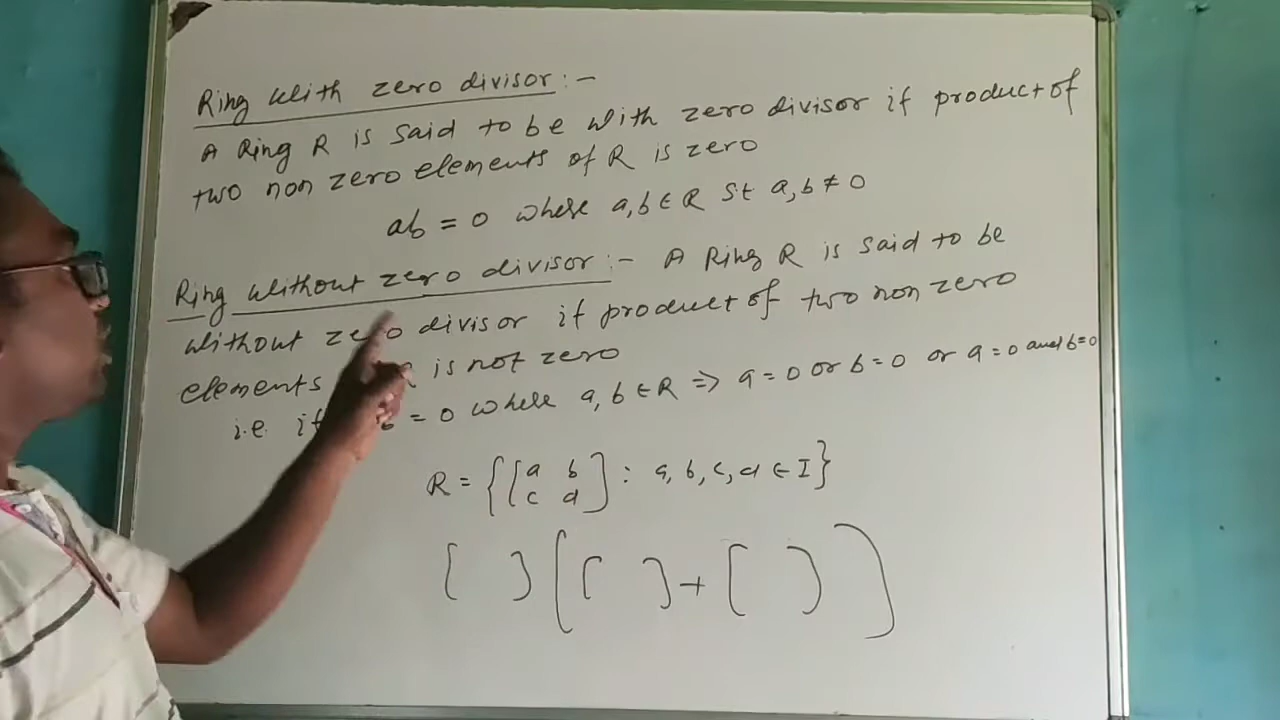 Ring with zero divisor :-
A Ring R is said to be with zero divisor if product of
two non zero elements of R is zero
ab = 0 where a,b ∈ R st a,b ≠ 0
Ring without zero divisor :- A Ring R is said to be
without zero divisor if product of two non zero
elements R is not zero
i.e. if b = 0 where a, b ∈ R => a = 0 or b = 0 or a = 0 and b = 0
R = { [ a b
c d ] : a, b, c, d ∈ I }
[ ] ( [ ] + [ ] )